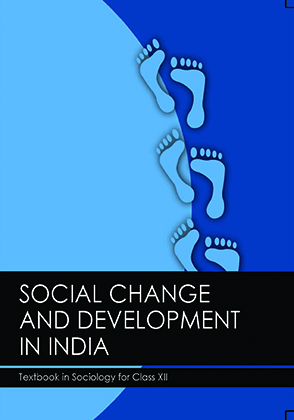 SOCIAL CHANGE
AND DEVELOPMENT
IN INDIA
Textbook in Sociology for Class XII